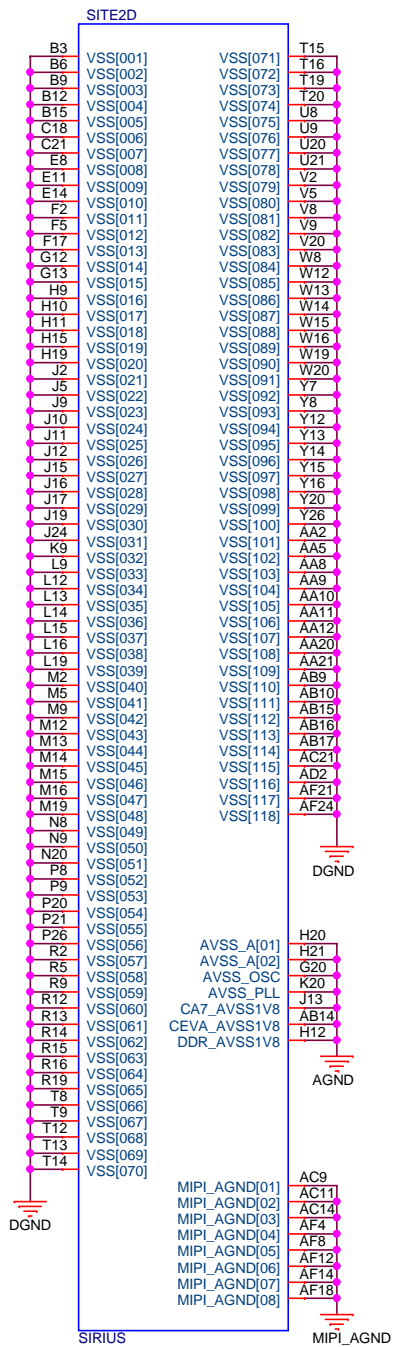 SITE2D
B3 VSS[001] VSS[071] T15
B6 VSS[002] VSS[072] T16
B9 VSS[003] VSS[073] T19
B12 VSS[004] VSS[074] T20
B15 VSS[005] VSS[075] U8
C18 VSS[006] VSS[076] U9
C21 VSS[007] VSS[077] U20
E8 VSS[008] VSS[078] U21
E11 VSS[009] VSS[079] V2
E14 VSS[010] VSS[080] V5
F2 VSS[011] VSS[081] V8
F5 VSS[012] VSS[082] V9
F17 VSS[013] VSS[083] V20
G12 VSS[014] VSS[084] W8
G13 VSS[015] VSS[085] W12
H9 VSS[016] VSS[086] W13
H10 VSS[017] VSS[087] W14
H11 VSS[018] VSS[088] W15
H15 VSS[019] VSS[089] W16
H19 VSS[020] VSS[090] W19
J2 VSS[021] VSS[091] W20
J5 VSS[022] VSS[092] Y7
J9 VSS[023] VSS[093] Y8
J10 VSS[024] VSS[094] Y12
J11 VSS[025] VSS[095] Y13
J12 VSS[026] VSS[096] Y14
J15 VSS[027] VSS[097] Y15
J16 VSS[028] VSS[098] Y16
J17 VSS[029] VSS[099] Y20
J19 VSS[030] VSS[100] Y26
J24 VSS[031] VSS[101] AA2
K9 VSS[032] VSS[102] AA5
L9 VSS[033] VSS[103] AA8
L12 VSS[034] VSS[104] AA9
L13 VSS[035] VSS[105] AA10
L14 VSS[036] VSS[106] AA11
L15 VSS[037] VSS[107] AA12
L16 VSS[038] VSS[108] AA20
L19 VSS[039] VSS[109] AA21
M2 VSS[040] VSS[110] AB9
M5 VSS[041] VSS[111] AB10
M9 VSS[042] VSS[112] AB15
M12 VSS[043] VSS[113] AB16
M13 VSS[044] VSS[114] AB17
M14 VSS[045] VSS[115] AC21
M15 VSS[046] VSS[116] AD2
M16 VSS[047] VSS[117] AF21
M19 VSS[048] VSS[118] AF24
N8 VSS[049]
N9 VSS[050]
N20 VSS[051]
DGND
P8 VSS[052]
P9 VSS[053]
P20 VSS[054]
P21 VSS[055]
P26 VSS[056] AVSS_A[01] H20
R2 VSS[057] AVSS_A[02] H21
R5 VSS[058] AVSS_OSC G20
R9 VSS[059] AVSS_PLL K20
R12 VSS[060] CA7_AVSS1V8 J13
R13 VSS[061] CEVA_AVSS1V8 AB14
R14 VSS[062] DDR_AVSS1V8 H12
R15 VSS[063]
R16 VSS[064]
AGND
R19 VSS[065]
T8 VSS[066]
T9 VSS[067]
T12 VSS[068]
T13 VSS[069]
T14 VSS[070]
MIPI_AGND[01] AC9
MIPI_AGND[02] AC11
MIPI_AGND[03] AC14
DGND
MIPI_AGND[04] AF4
MIPI_AGND[05] AF8
MIPI_AGND[06] AF12
MIPI_AGND[07] AF14
MIPI_AGND[08] AF18
SIRIUS
MIPI_AGND